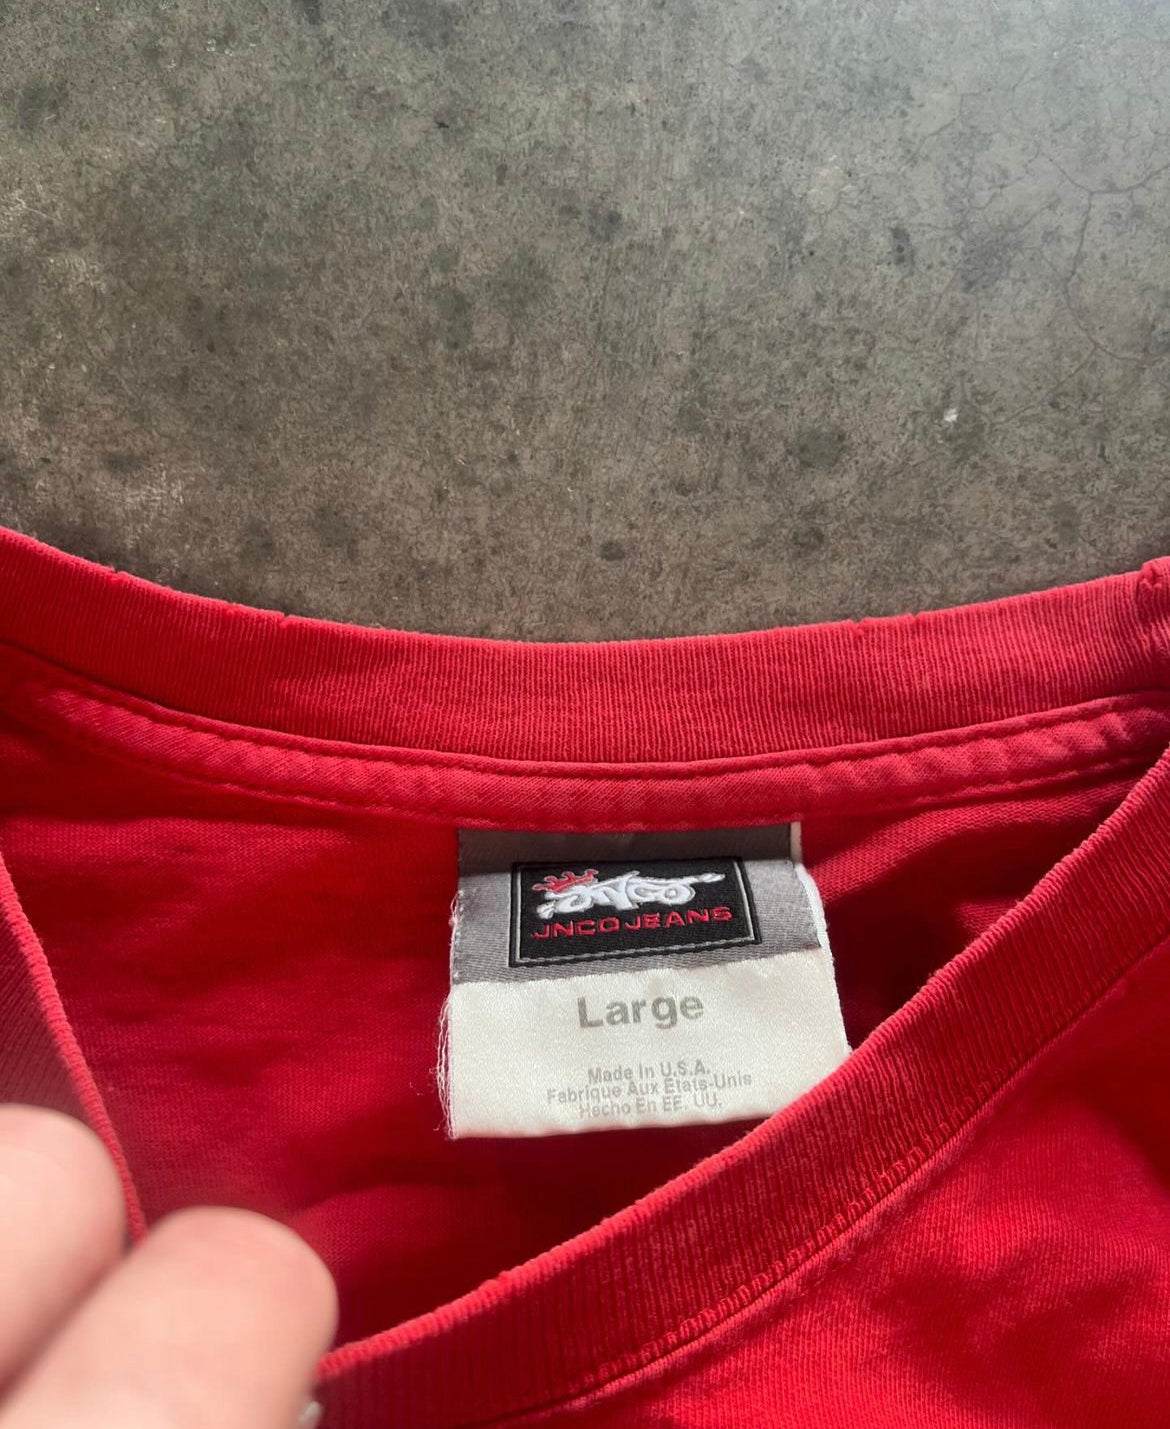 JNCO
JNCO JEANS
Large
Made In U.S.A.
Fabrique Aux Etats-Unis
Hecho En EE. UU.